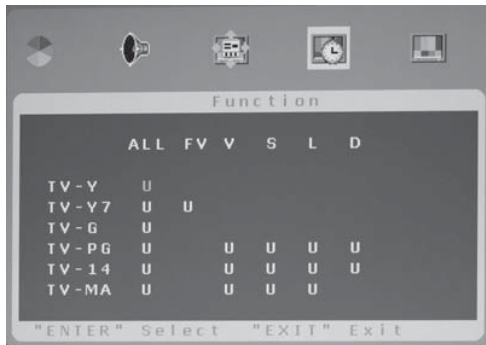 Function
ALL FV V S L D
TV-Y U
TV-Y7 U U
TV-G U
TV-PG U U U U U
TV-14 U U U U U
TV-MA U U U U
"ENTER" Select "EXIT" Exit